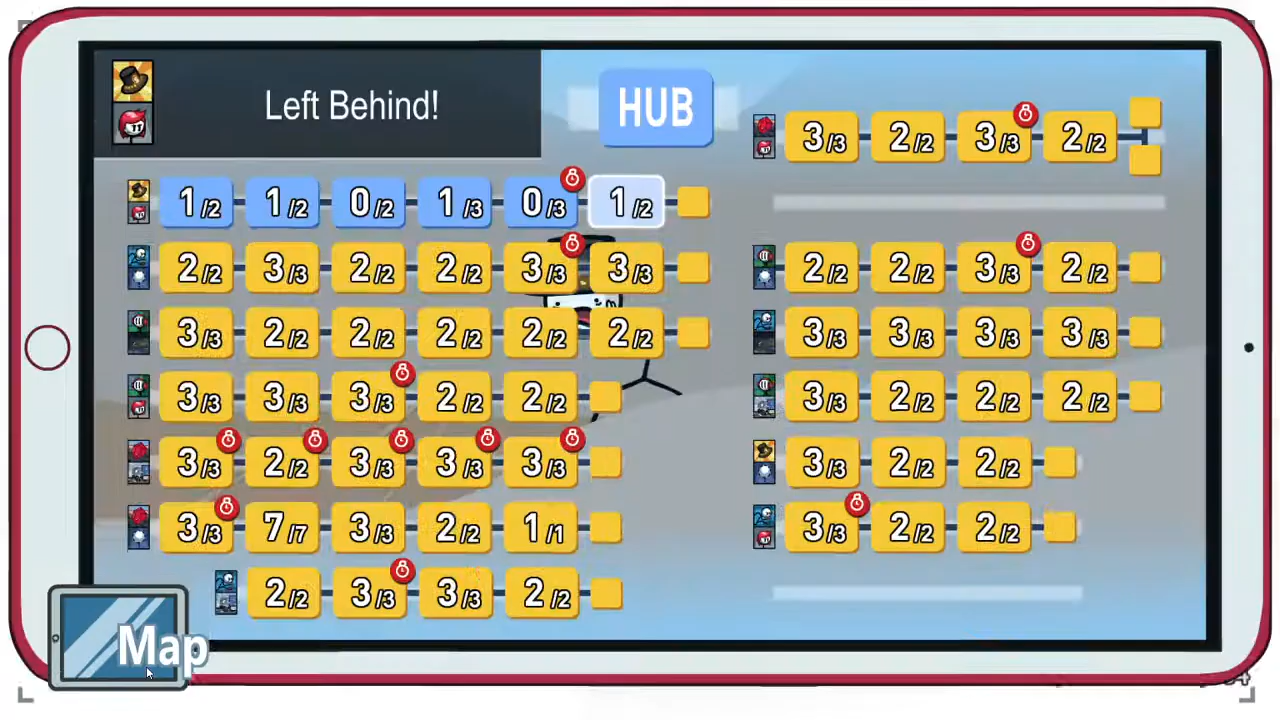 Left Behind!
HUB
3/3 2/2 3/3 2/2
1/2 1/2 0/2 1/3 0/3 1/2
2/2 3/3 2/2 2/2 3/3 3/3
2/2 2/2 3/3 2/2
3/3 2/2 2/2 2/2 2/2 2/2
3/3 3/3 3/3 3/3
3/3 3/3 3/3 2/2 2/2
3/3 2/2 2/2 2/2
3/3 2/2 3/3 3/3 3/3
3/3 2/2 2/2
3/3 7/7 3/3 2/2 1/1
3/3 2/2 2/2
2/2 3/3 3/3 2/2
Map